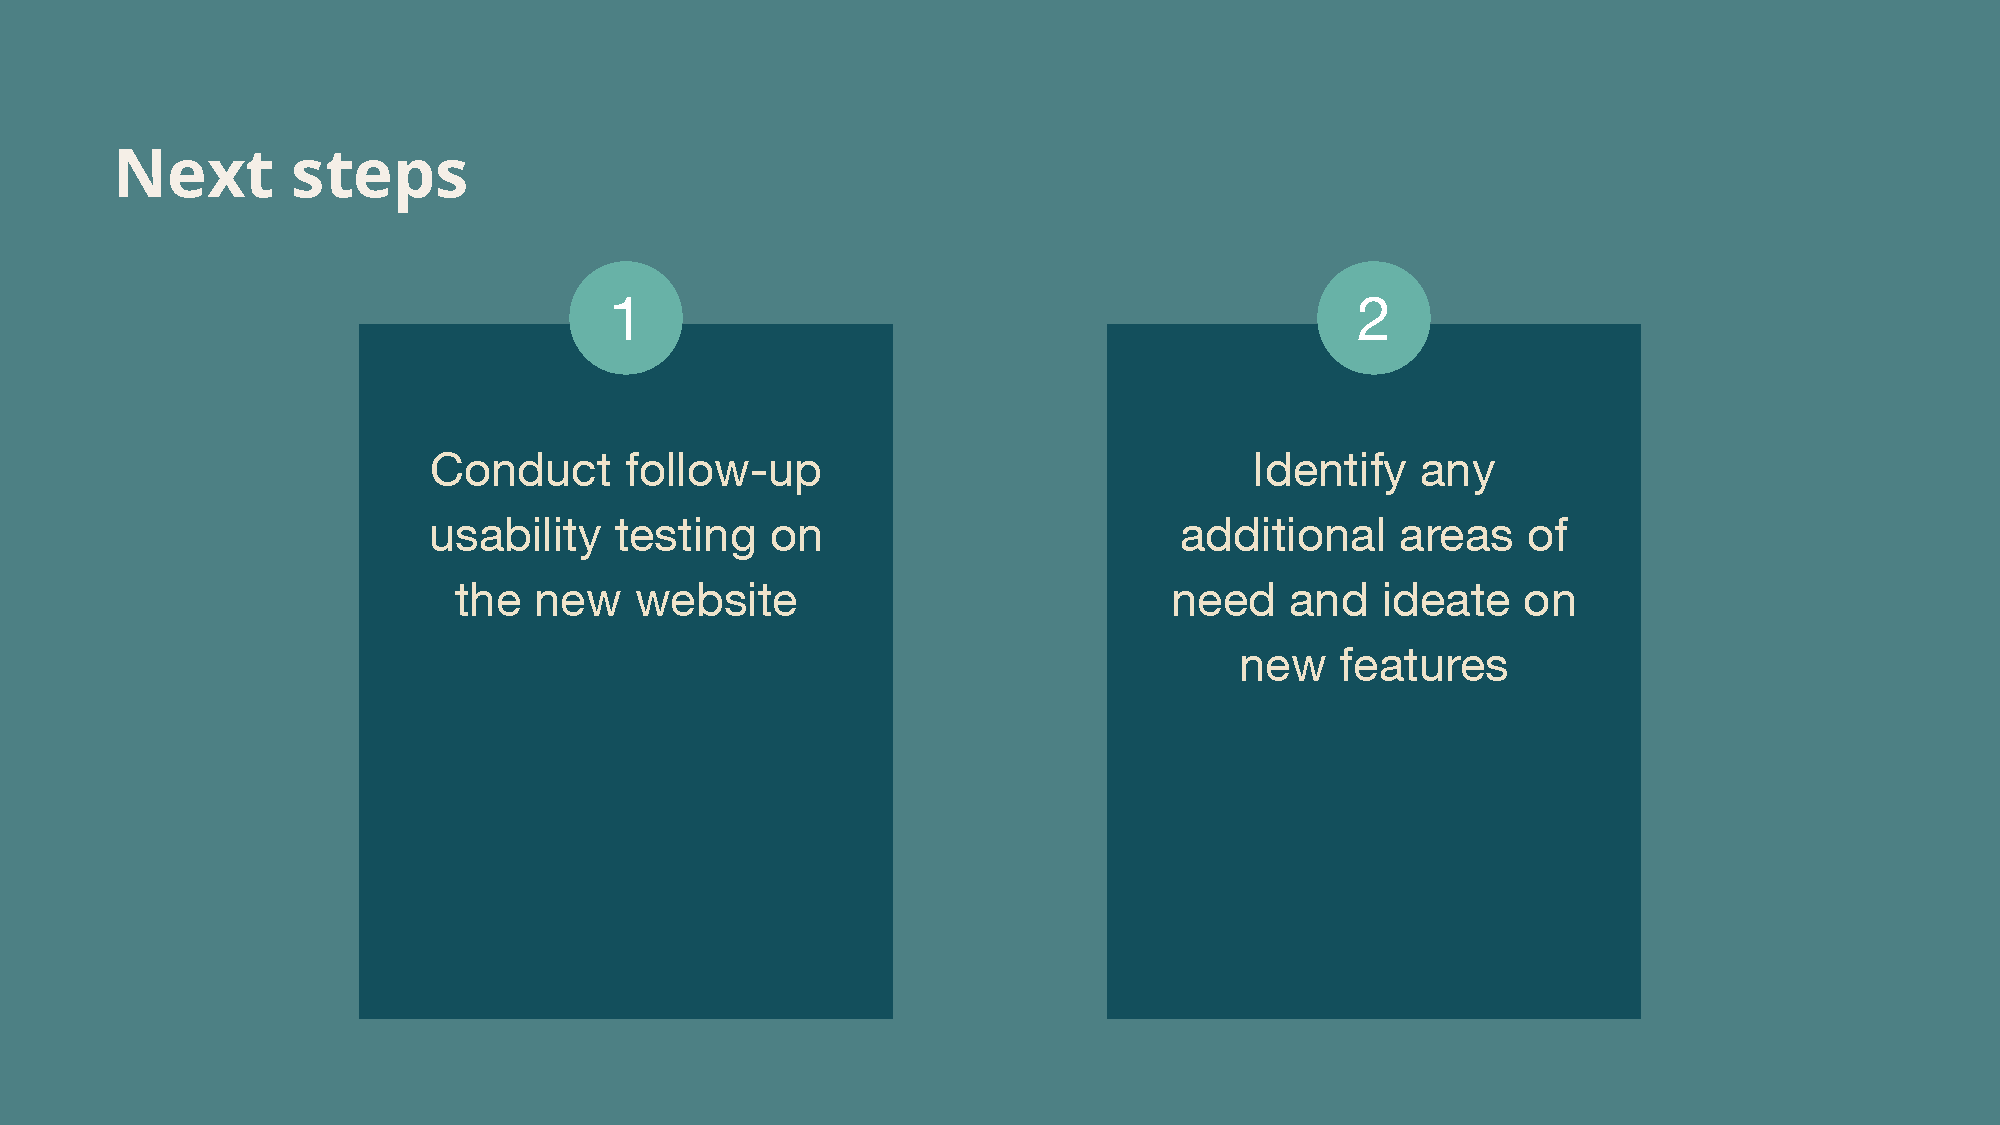 Next steps
1
Conduct follow-up
usability testing on
the new website
2
Identify any
additional areas of
need and ideate on
new features